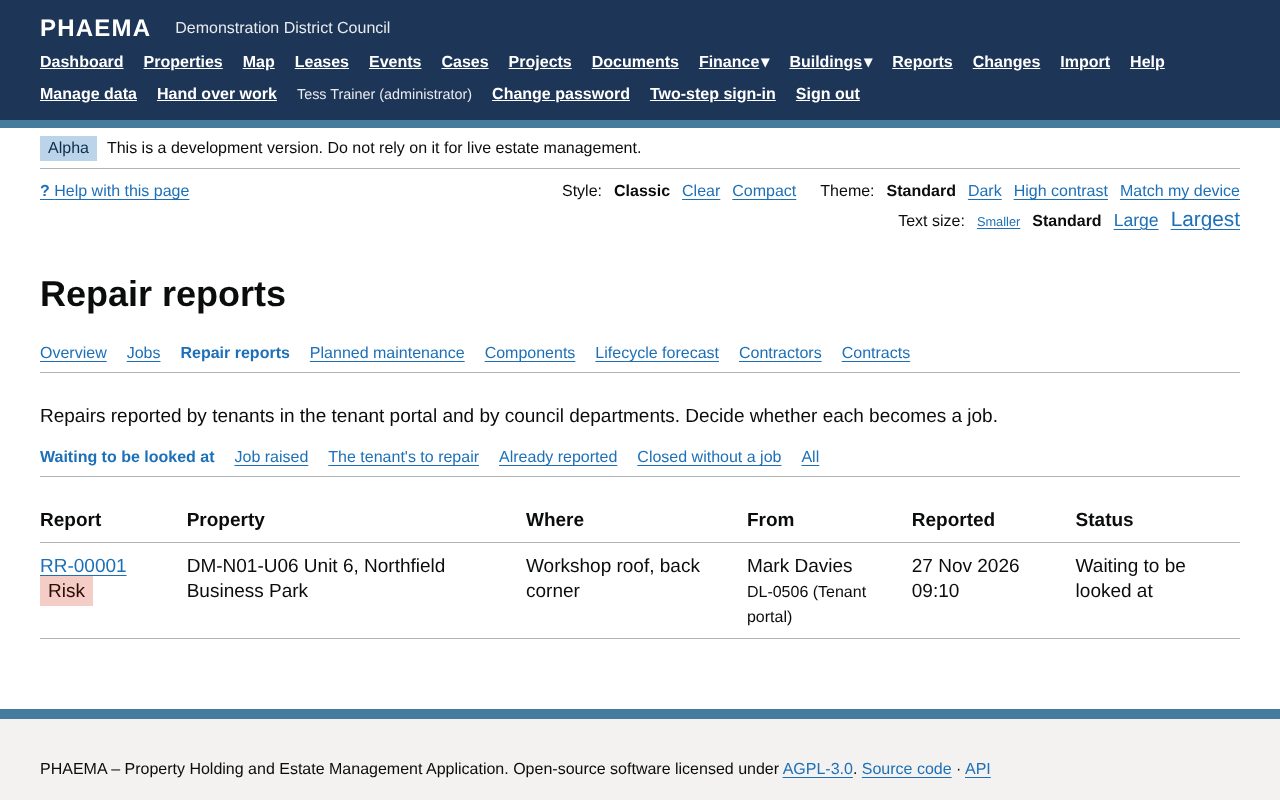 PHAEMA Demonstration District Council
Dashboard Properties Map Leases Events Cases Projects Documents Finance▾ Buildings▾ Reports Changes Import Help
Manage data Hand over work Tess Trainer (administrator) Change password Two-step sign-in Sign out
Alpha This is a development version. Do not rely on it for live estate management.
? Help with this page Style: Classic Clear Compact Theme: Standard Dark High contrast Match my device
Text size: Smaller Standard Large Largest
Repair reports
Overview Jobs Repair reports Planned maintenance Components Lifecycle forecast Contractors Contracts
Repairs reported by tenants in the tenant portal and by council departments. Decide whether each becomes a job.
Waiting to be looked at Job raised The tenant's to repair Already reported Closed without a job All
Report Property Where From Reported Status
RR-00001 DM-N01-U06 Unit 6, Northfield Workshop roof, back Mark Davies 27 Nov 2026 Waiting to be
Risk Business Park corner DL-0506 (Tenant 09:10 looked at
portal)
PHAEMA – Property Holding and Estate Management Application. Open-source software licensed under AGPL-3.0. Source code · API